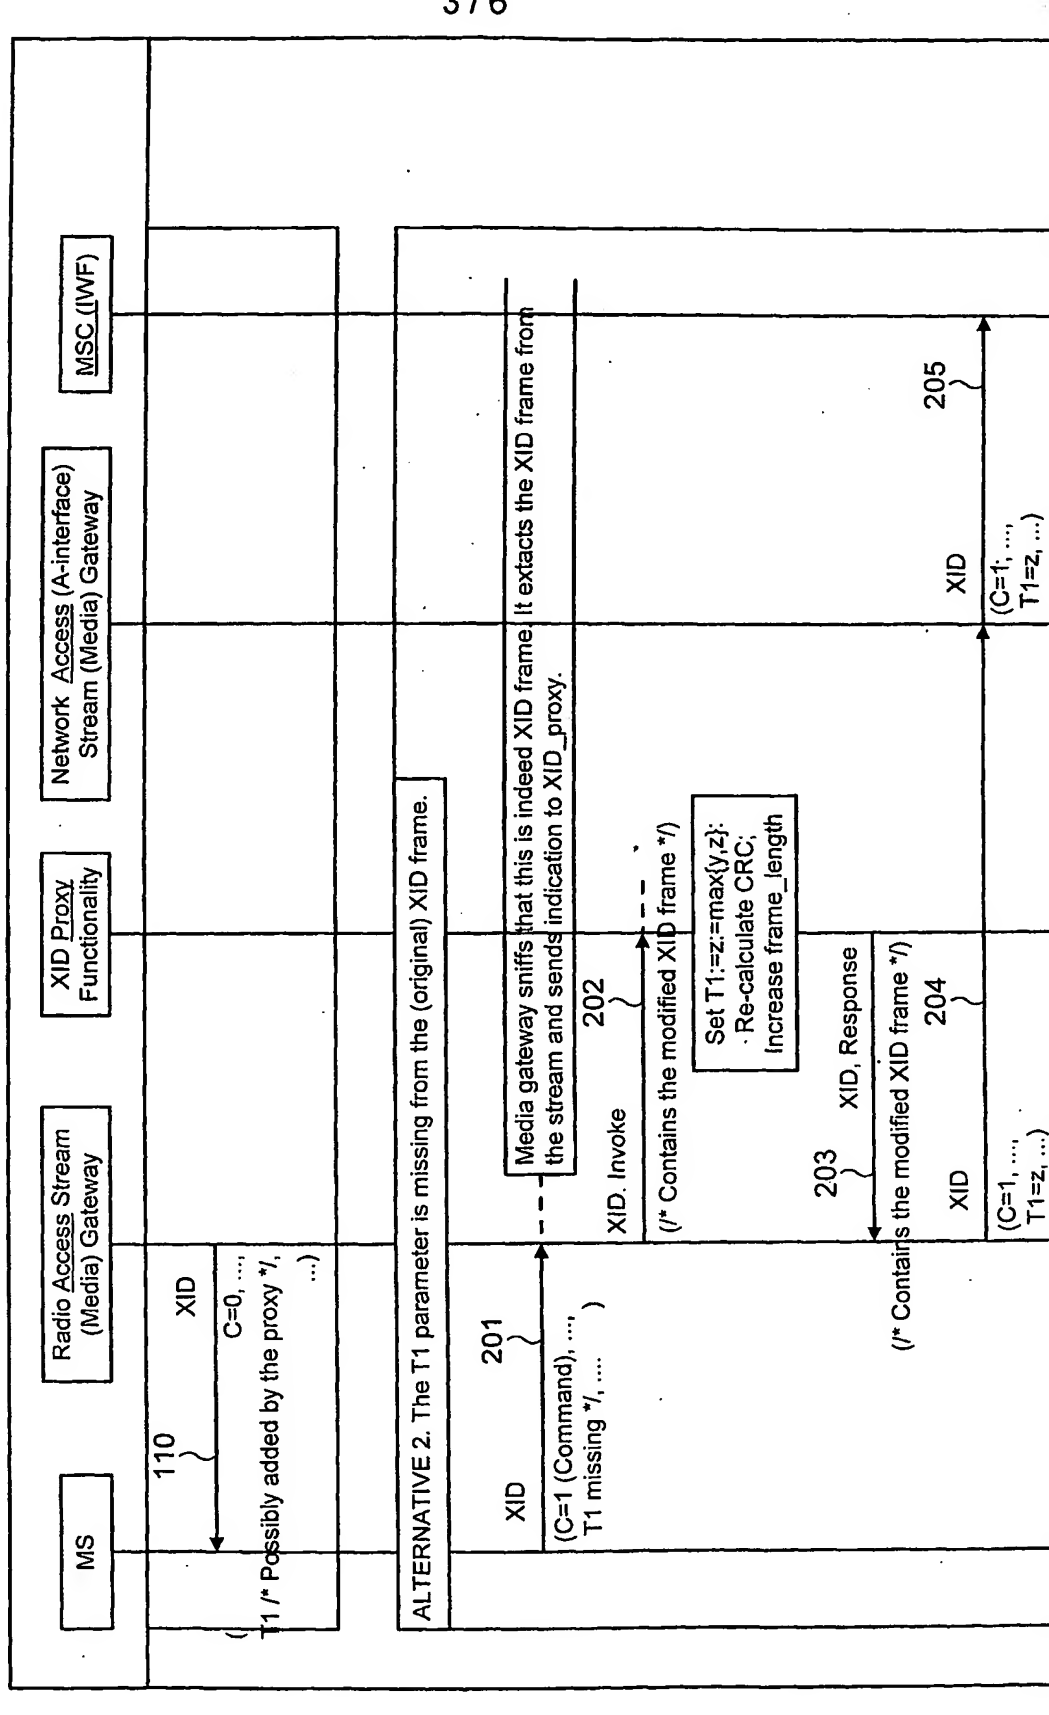 3/6
MS
Radio Access Stream
(Media) Gateway
XID Proxy
Functionality
Network Access (A-interface)
Stream (Media) Gateway
MSC (IWF)
110
XID
(
C=0, ...,
T1 /* Possibly added by the proxy */,
...)
ALTERNATIVE 2. The T1 parameter is missing from the (original) XID frame.
XID
201
(C=1 (Command), ...,
T1 missing */, .... )
Media gateway sniffs that this is indeed XID frame. It extacts the XID frame from
the stream and sends indication to XID_proxy.
XID. Invoke
202
(/* Contains the modified XID frame */)
Set T1:=z:=max{y,z}:
Re-calculate CRC;
Increase frame_length
203
XID, Response
(/* Contains the modified XID frame */)
XID
204
(C=1, ...,
T1=z, ...)
XID
205
(C=1; ...,
T1=z, ...)